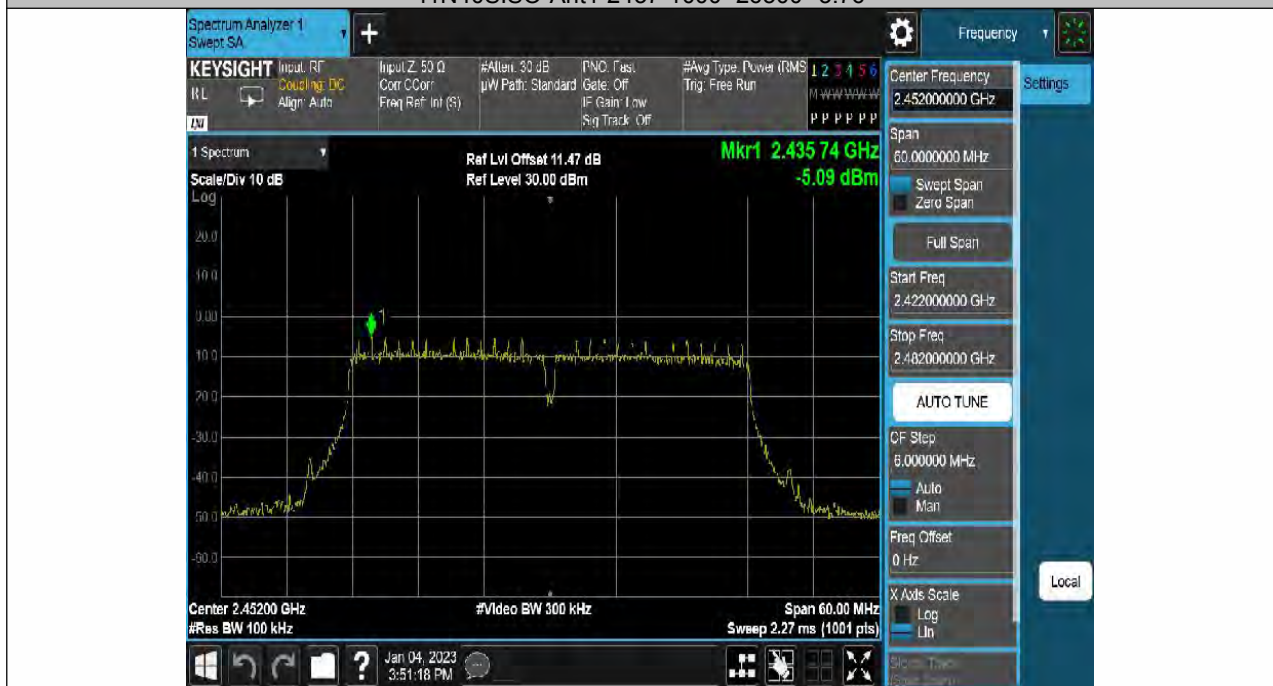 Spectrum Analyzer 1
Swept SA
+
Frequency
KEYSIGHT
RL
LXI
Input: RF
Coupling: DC
Align: Auto
Input Z: 50 Ω
Corr CCorr
Freq Ref: Int (S)
#Atten: 30 dB
µW Path: Standard
PNO: Fast
Gate: Off
IF Gain: Low
Sig Track: Off
#Avg Type: Power (RMS
Trig: Free Run
1 2 3 4 5 6
M W W W W W
P P P P P P
1 Spectrum
Scale/Div 10 dB
Log
Ref Lvl Offset 11.47 dB
Ref Level 30.00 dBm
Mkr1 2.435 74 GHz
-5.09 dBm
20.0
10.0
0.00
-10.0
-20.0
-30.0
-40.0
-50.0
-60.0
1
Center 2.45200 GHz
#Res BW 100 kHz
#Video BW 300 kHz
Span 60.00 MHz
Sweep 2.27 ms (1001 pts)
Center Frequency
2.452000000 GHz
Settings
Span
60.0000000 MHz
Swept Span
Zero Span
Full Span
Start Freq
2.422000000 GHz
Stop Freq
2.482000000 GHz
AUTO TUNE
CF Step
6.000000 MHz
Auto
Man
Freq Offset
0 Hz
X Axis Scale
Log
Lin
Local
?
Jan 04, 2023
3:51:18 PM